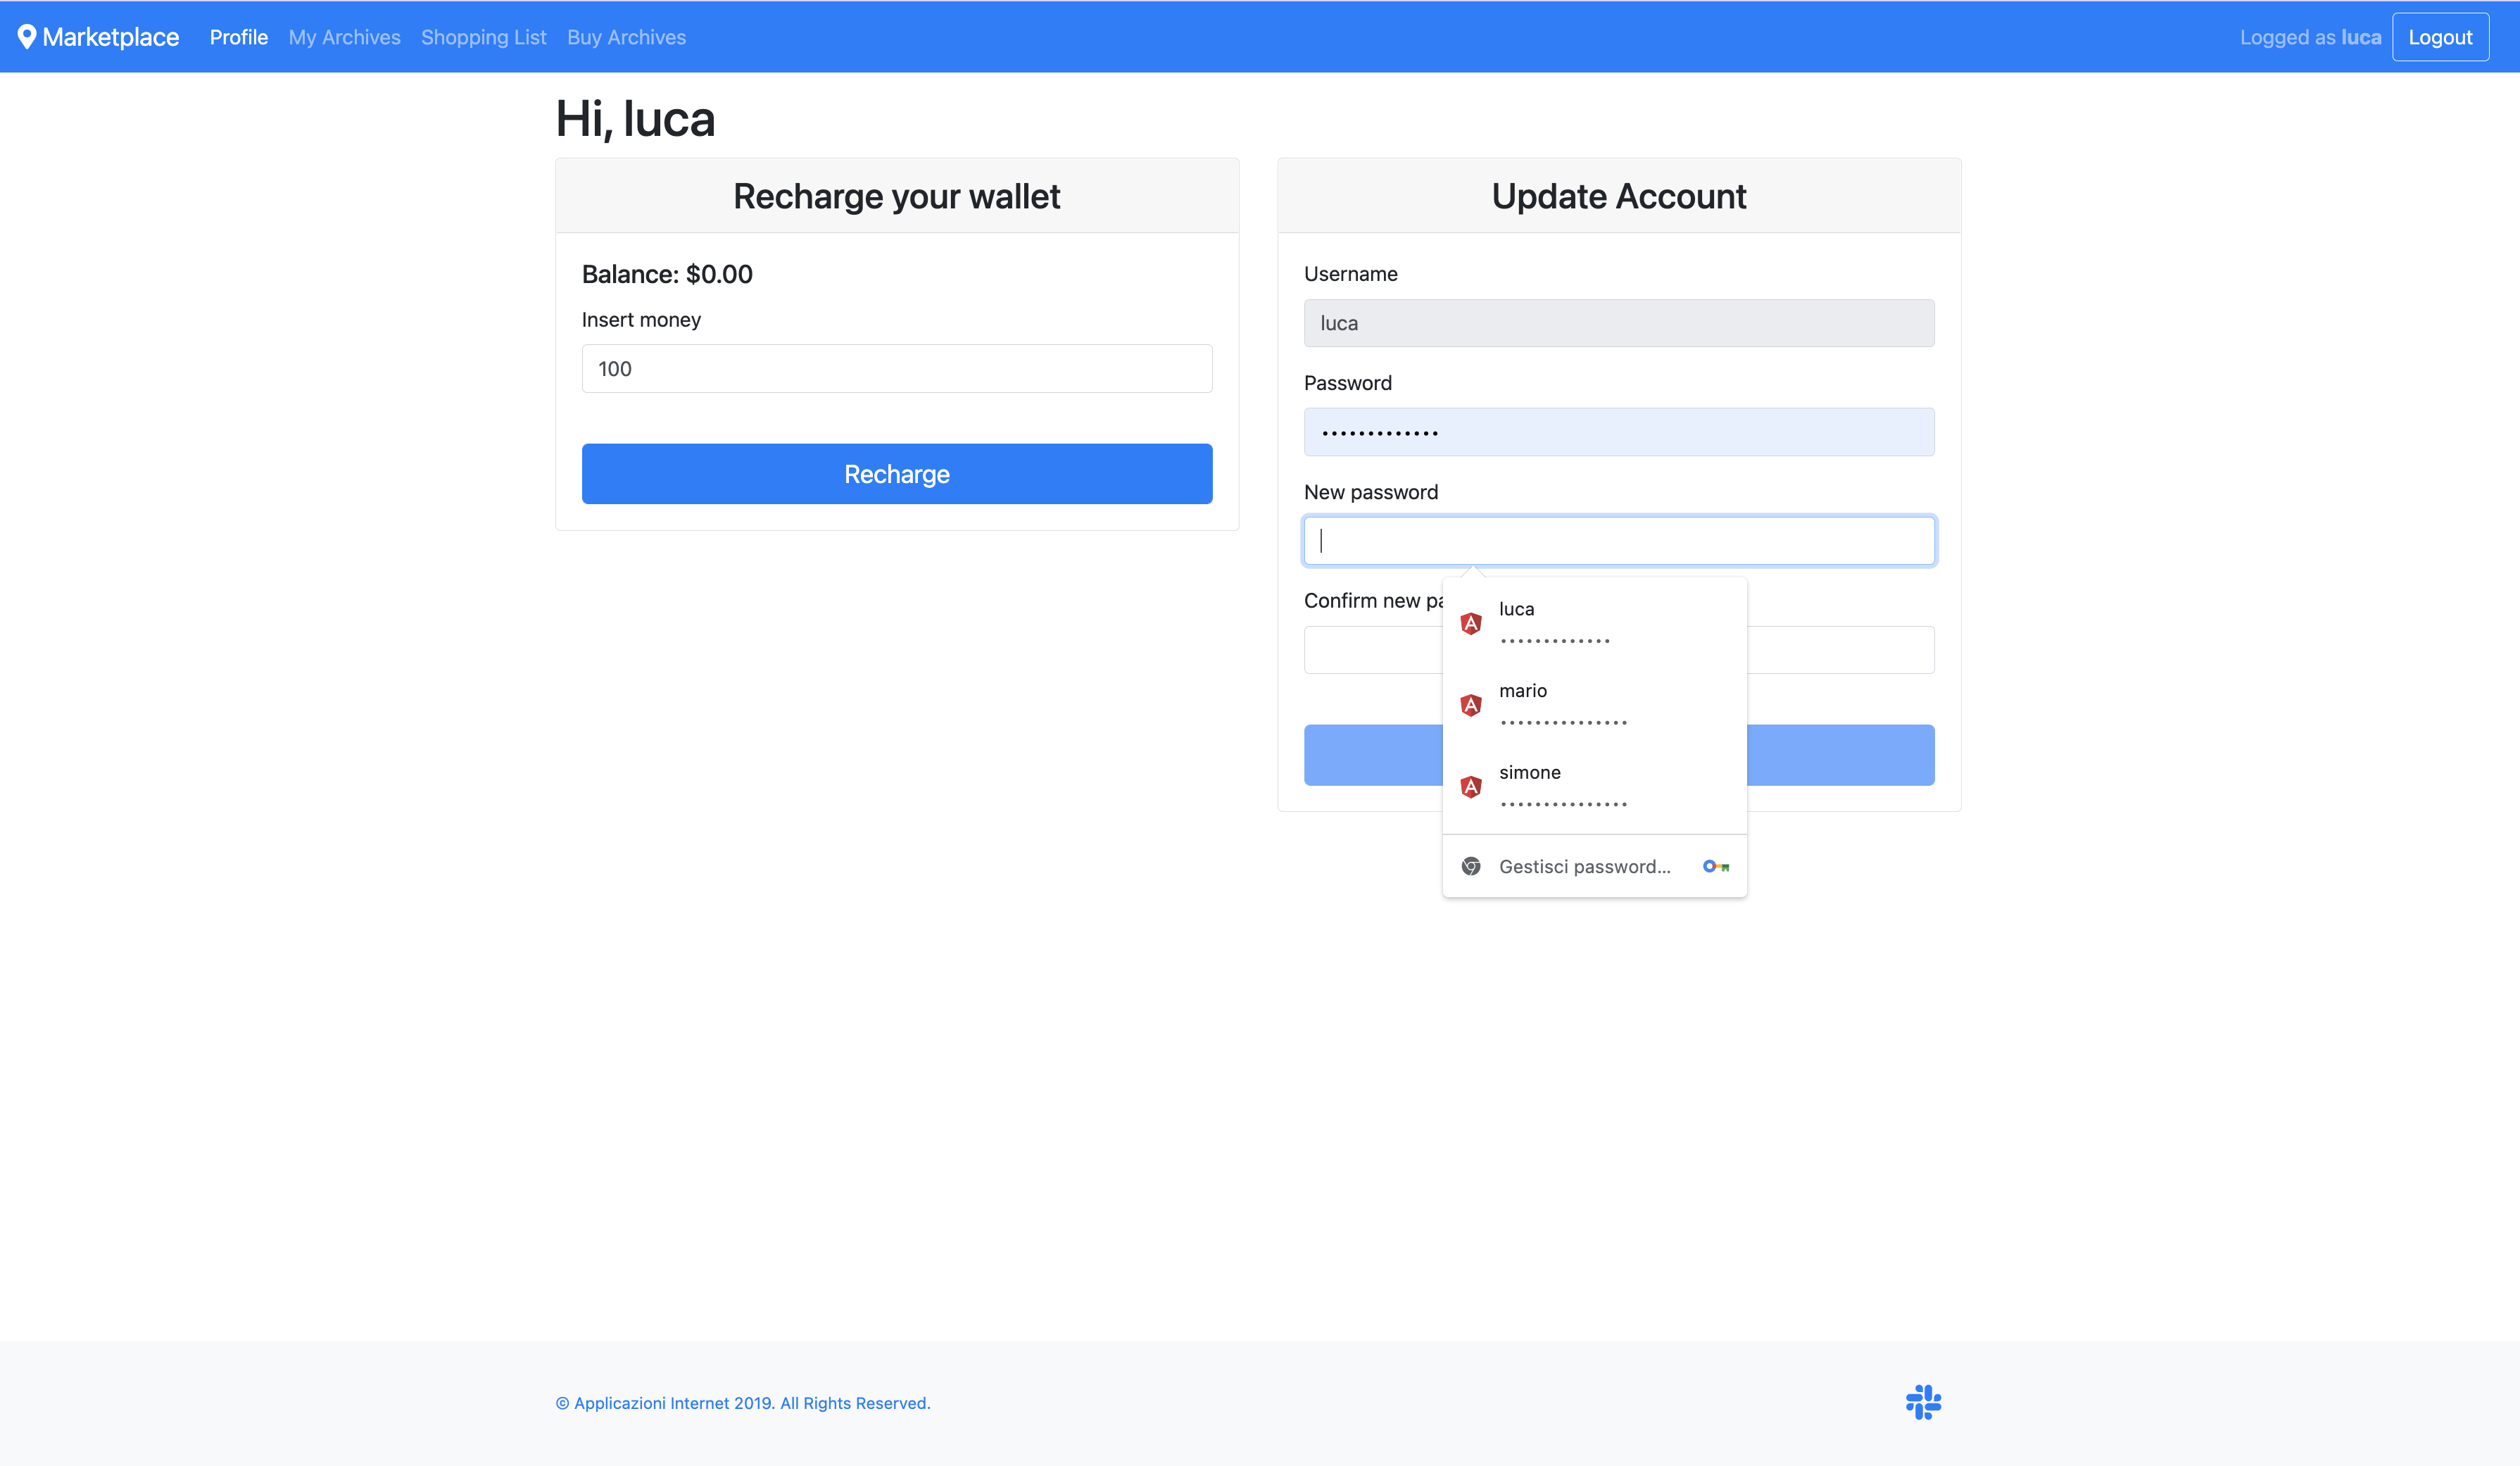 Marketplace Profile My Archives Shopping List Buy Archives Logged as luca Logout
Hi, luca
Recharge your wallet
Balance: $0.00
Insert money
100
Recharge
Update Account
Username
luca
Password
•••••••••••••
New password
Confirm new pa
luca
•••••••••••••
mario
•••••••••••••••
simone
•••••••••••••••
Gestisci password...
© Applicazioni Internet 2019. All Rights Reserved.